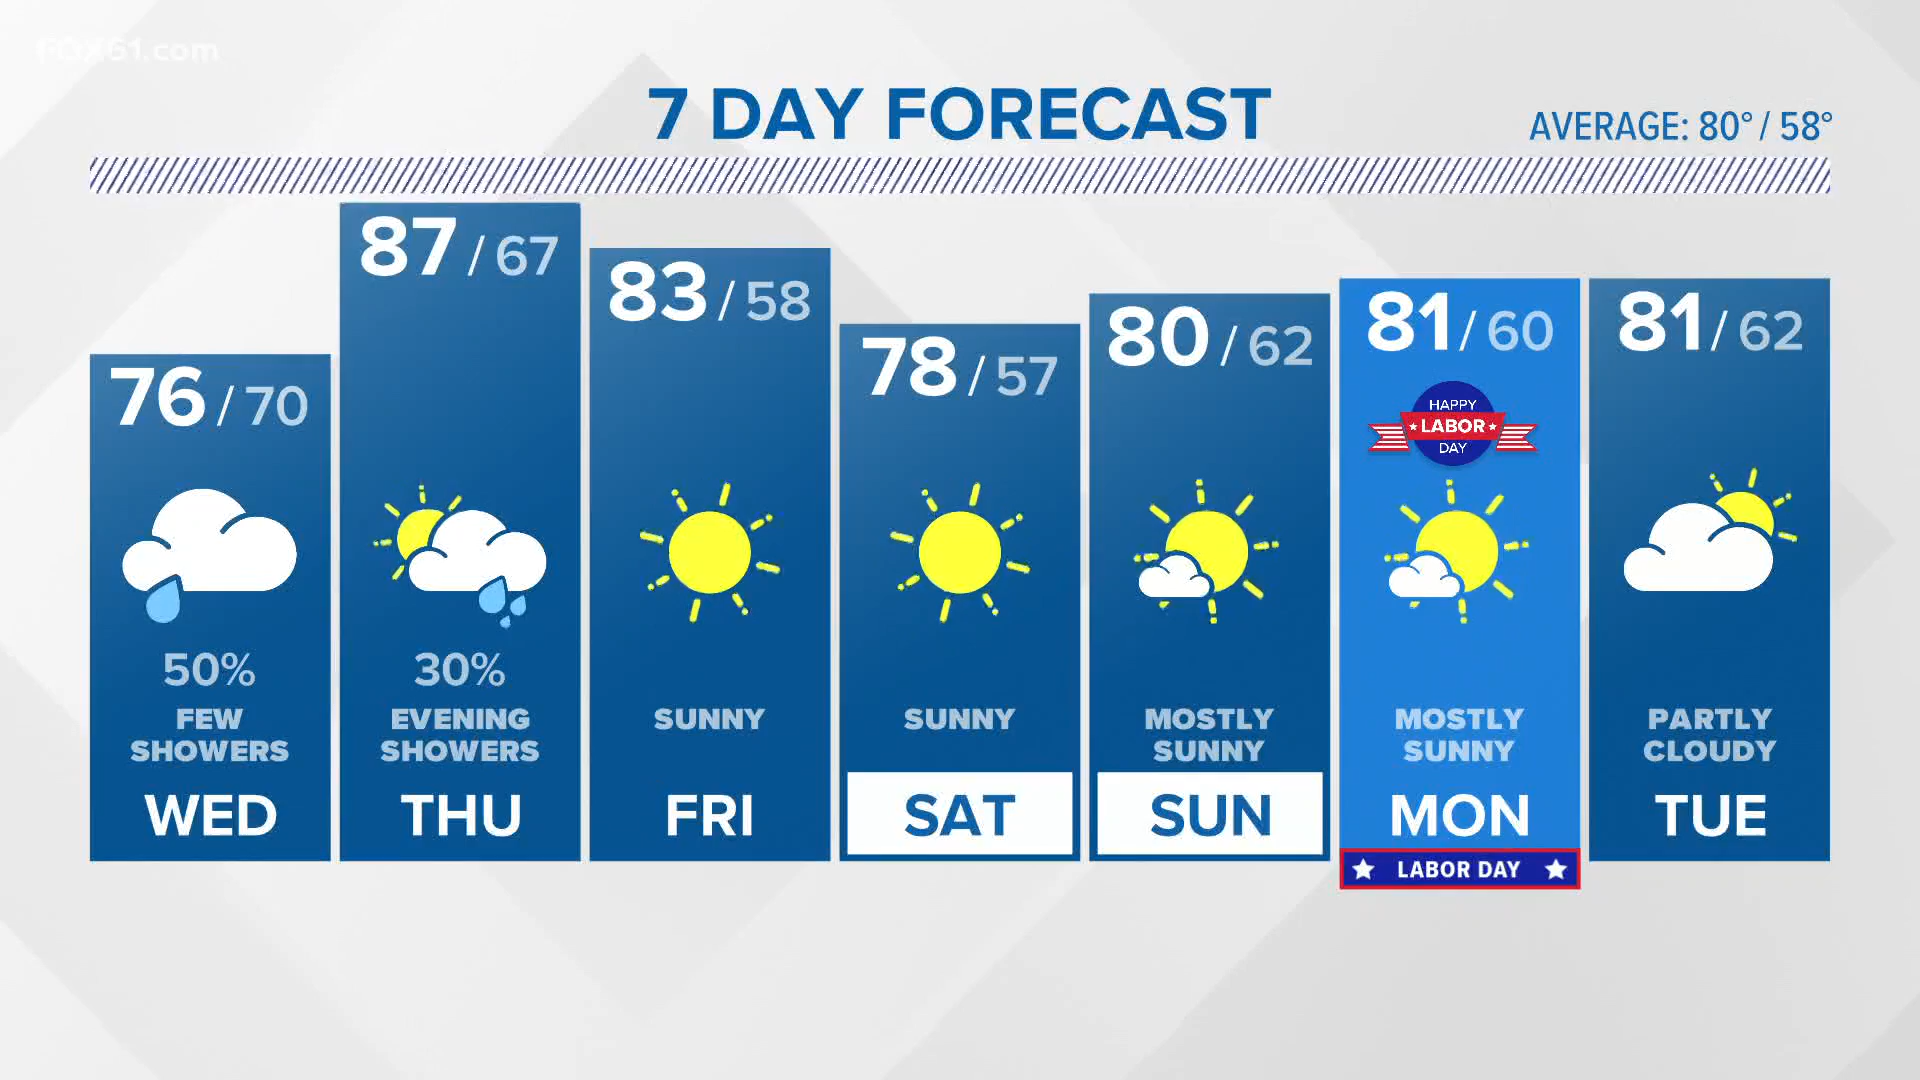 FOX61.com
7 DAY FORECAST
AVERAGE: 80° / 58°
76 / 70
50%
FEW
SHOWERS
WED
87 / 67
30%
EVENING
SHOWERS
THU
83 / 58
SUNNY
FRI
78 / 57
SUNNY
SAT
80 / 62
MOSTLY
SUNNY
SUN
81 / 60
HAPPY
LABOR
DAY
MOSTLY
SUNNY
MON
LABOR DAY
81 / 62
PARTLY
CLOUDY
TUE